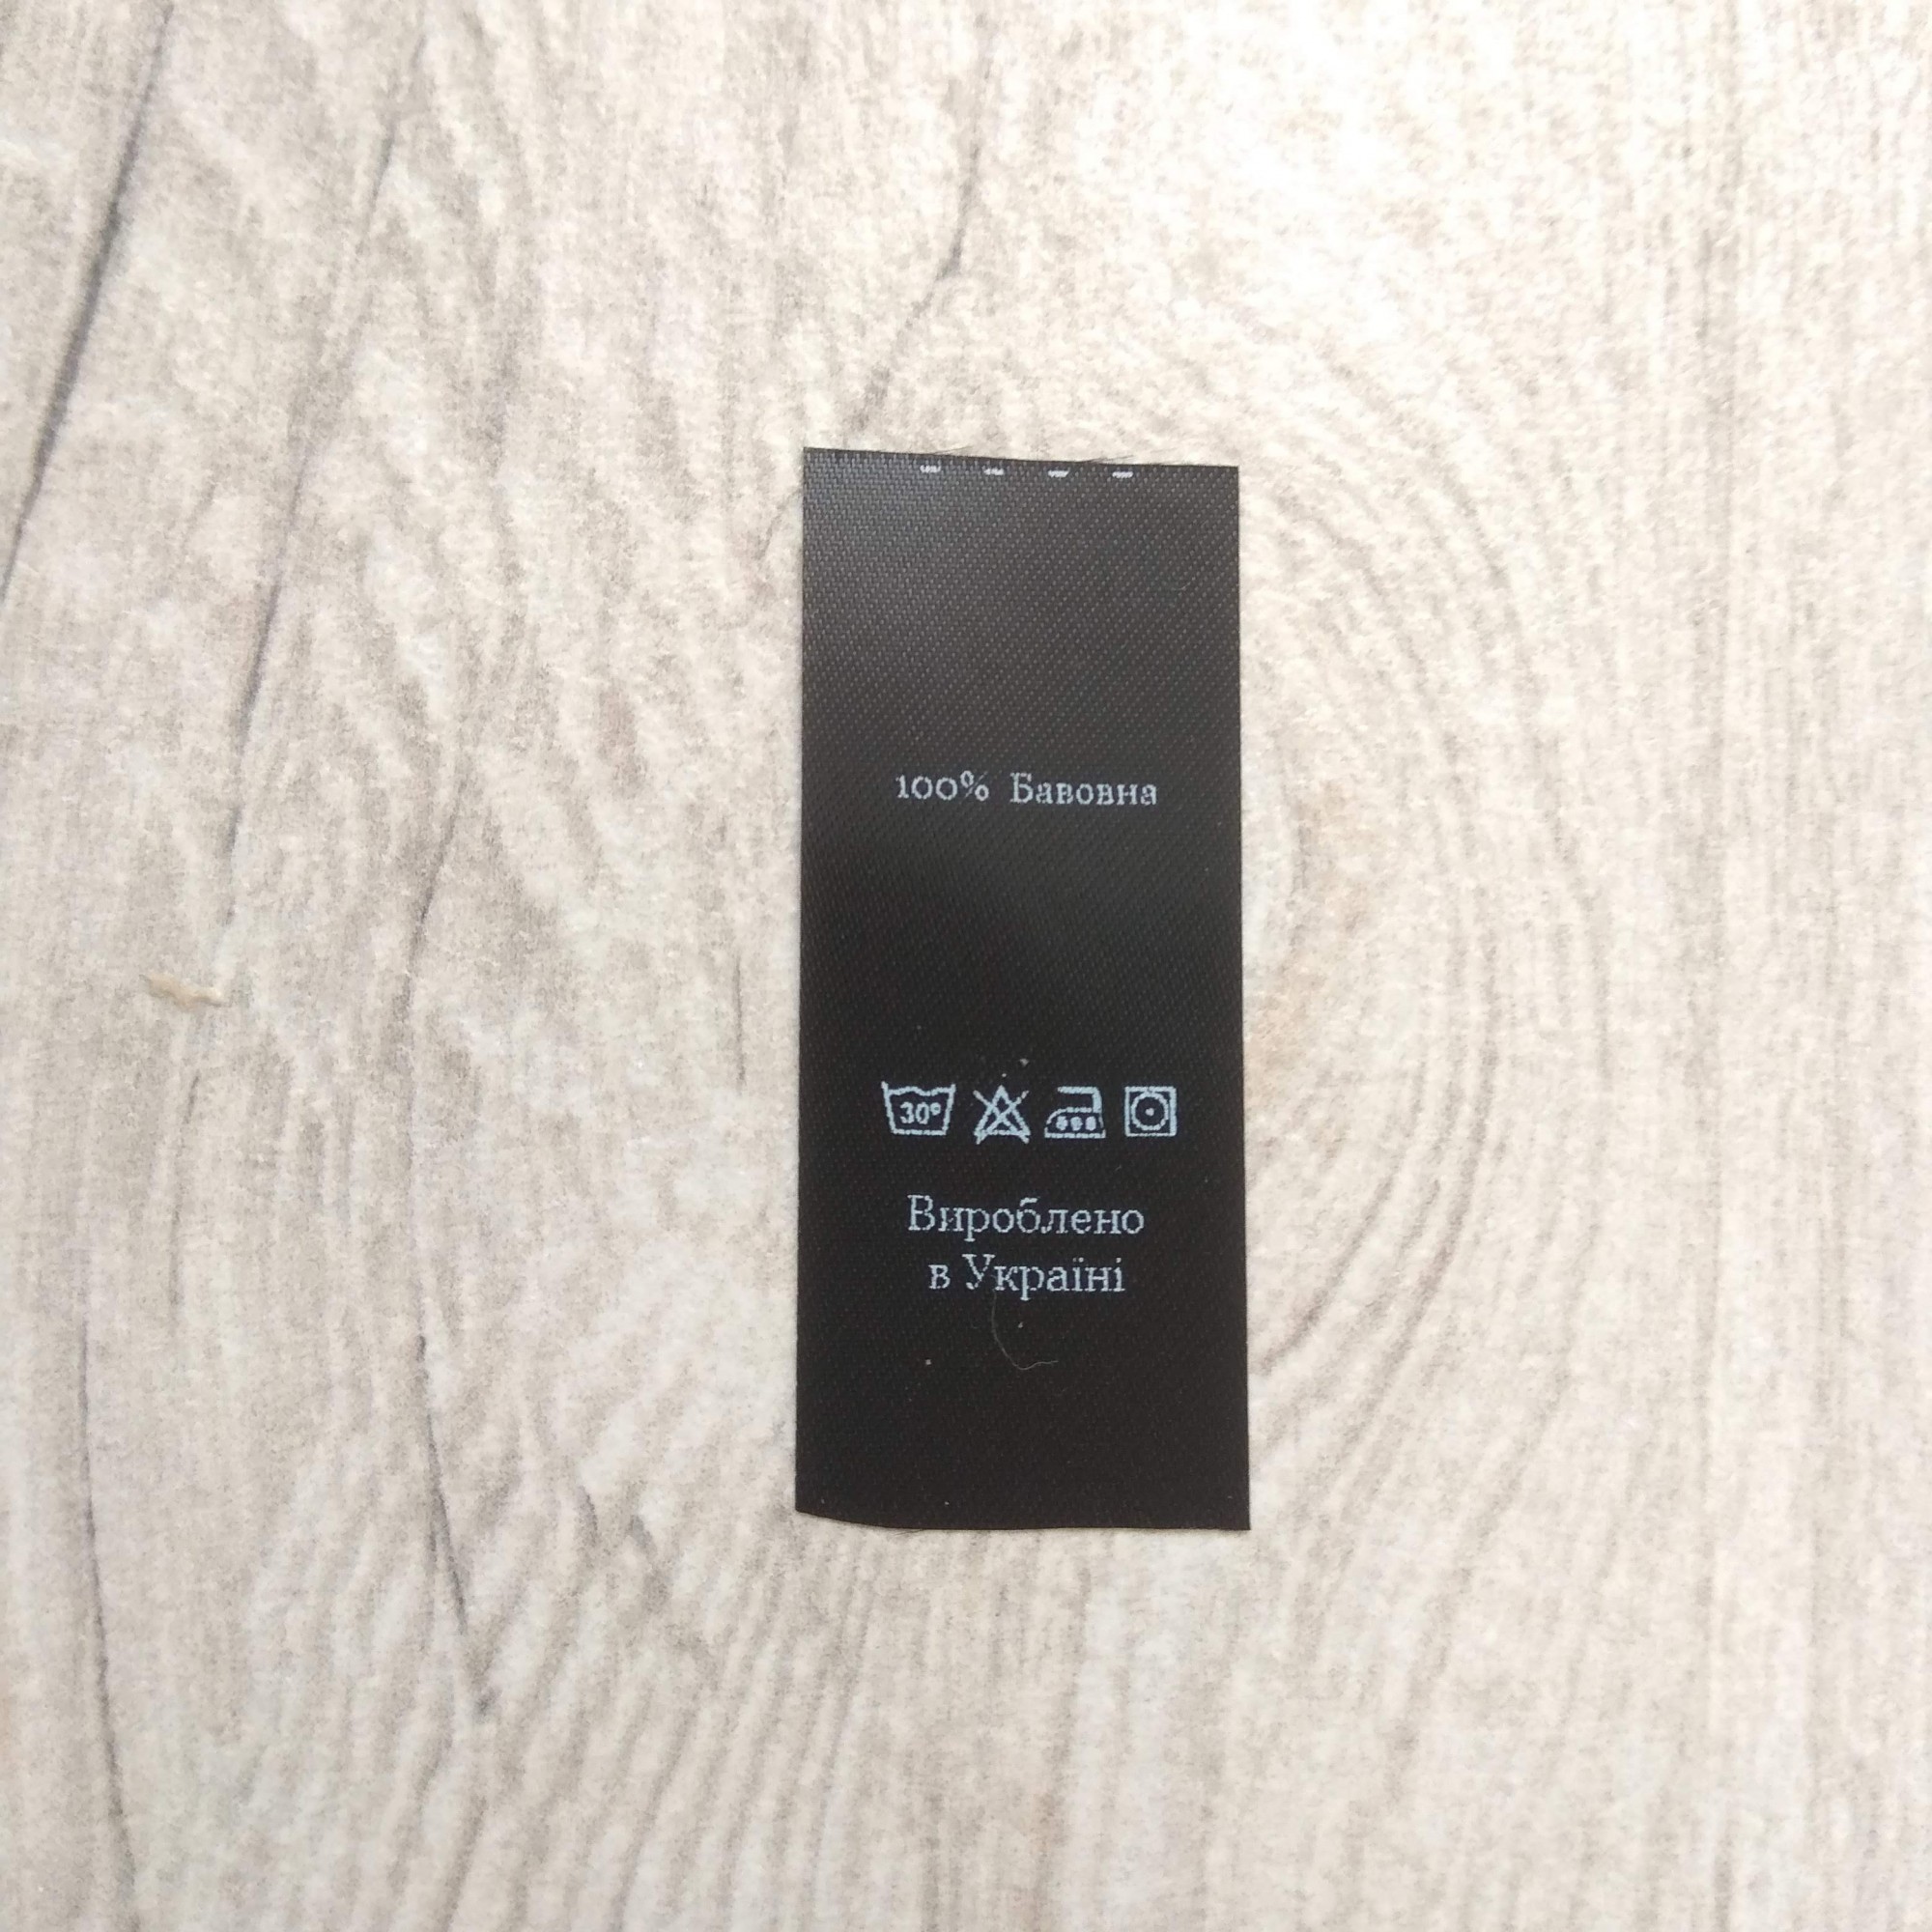 100% Бавовна
30°
Вироблено
в Україні